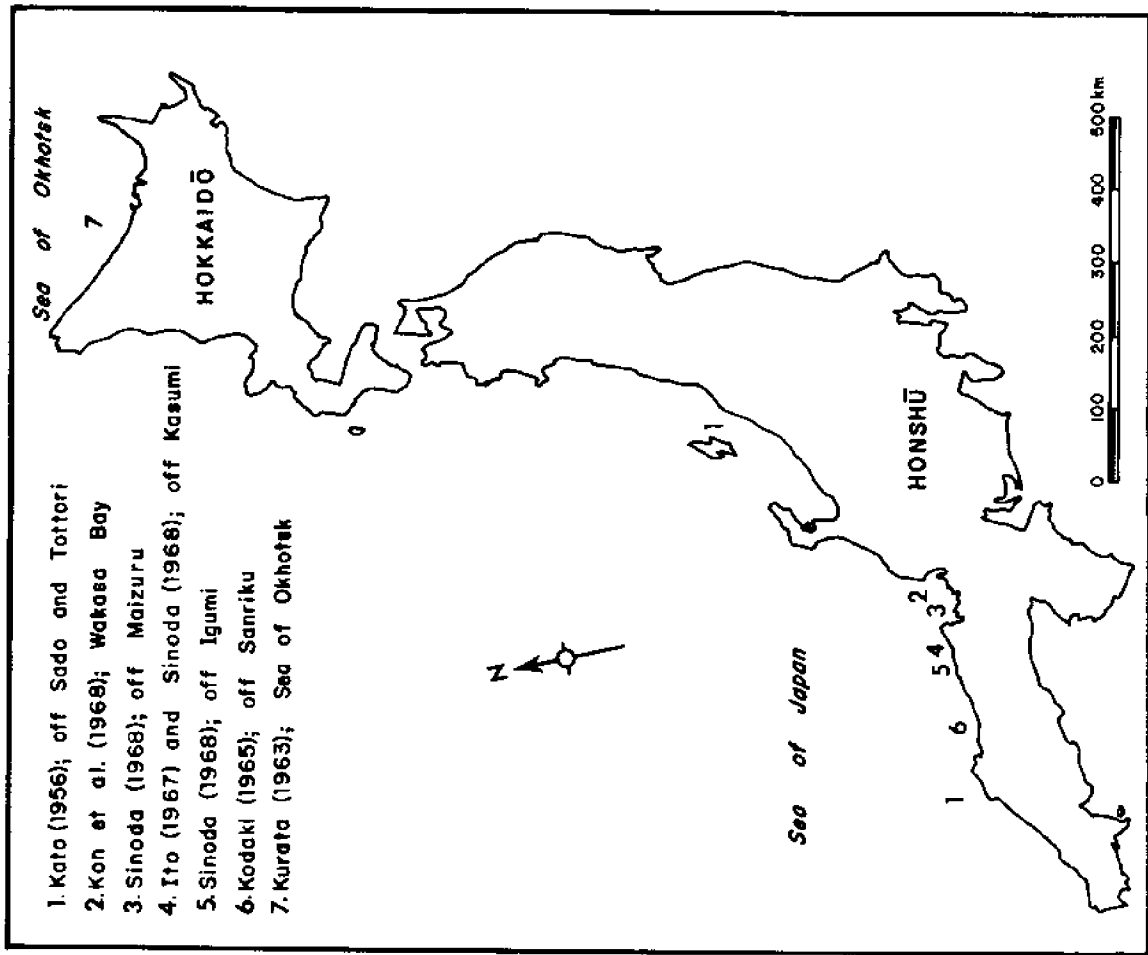 1. Kato (1956); off Sado and Tottori
2. Kon et al. (1968); Wakasa Bay
3. Sinoda (1968); off Maizuru
4. Ito (1967) and Sinoda (1968); off Kasumi
5. Sinoda (1968); off Igumi
6. Kodaki (1965); off Sanriku
7. Kurata (1963); Sea of Okhotsk
Sea of Okhotsk
7
HOKKAIDŌ
1
N
HONSHŪ
2
3
4
5
6
1
Sea of Japan
0 100 200 300 400 500 km